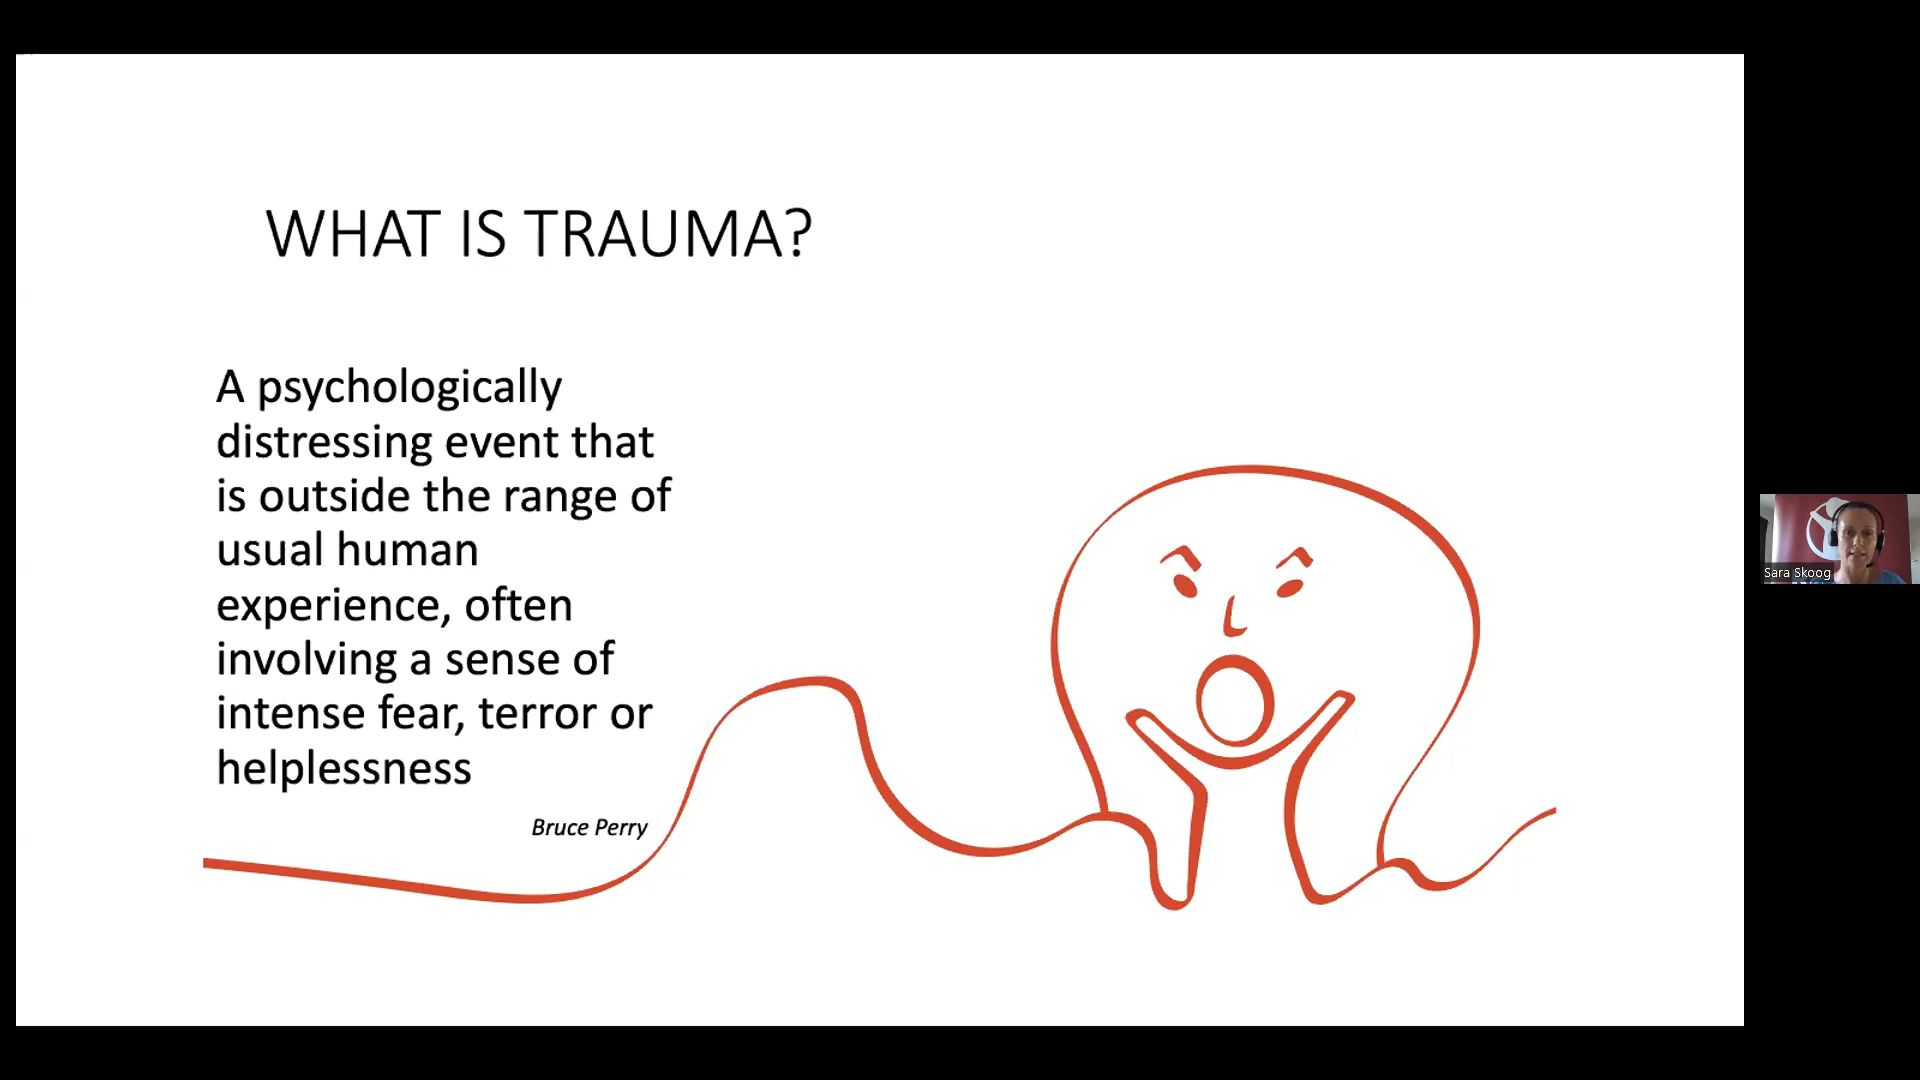 WHAT IS TRAUMA?
A psychologically
distressing event that
is outside the range of
usual human
experience, often
involving a sense of
intense fear, terror or
helplessness
Bruce Perry
Sara Skoog